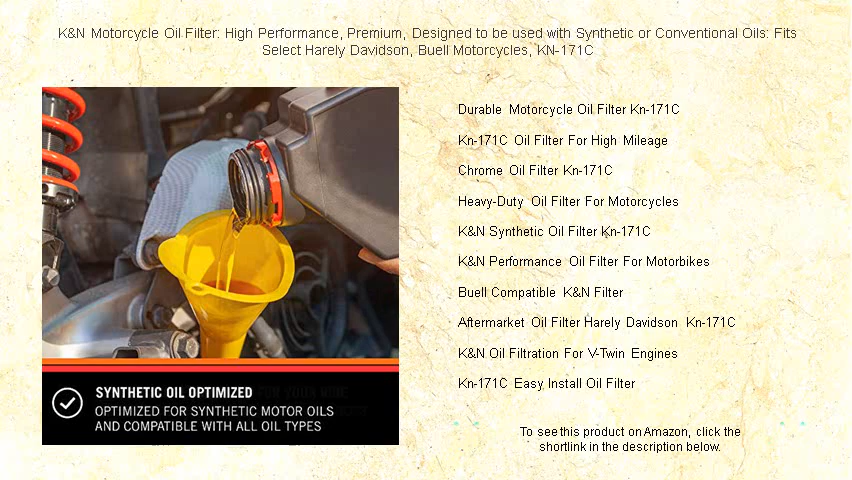 K&N Motorcycle Oil Filter: High Performance, Premium, Designed to be used with Synthetic or Conventional Oils: Fits
Select Harely Davidson, Buell Motorcycles, KN-171C
Durable Motorcycle Oil Filter Kn-171C
Kn-171C Oil Filter For High Mileage
Chrome Oil Filter Kn-171C
Heavy-Duty Oil Filter For Motorcycles
K&N Synthetic Oil Filter Kn-171C
K&N Performance Oil Filter For Motorbikes
Buell Compatible K&N Filter
Aftermarket Oil Filter Harely Davidson Kn-171C
K&N Oil Filtration For V-Twin Engines
Kn-171C Easy Install Oil Filter
SYNTHETIC OIL OPTIMIZED
OPTIMIZED FOR SYNTHETIC MOTOR OILS
AND COMPATIBLE WITH ALL OIL TYPES
To see this product on Amazon, click the
shortlink in the description below.